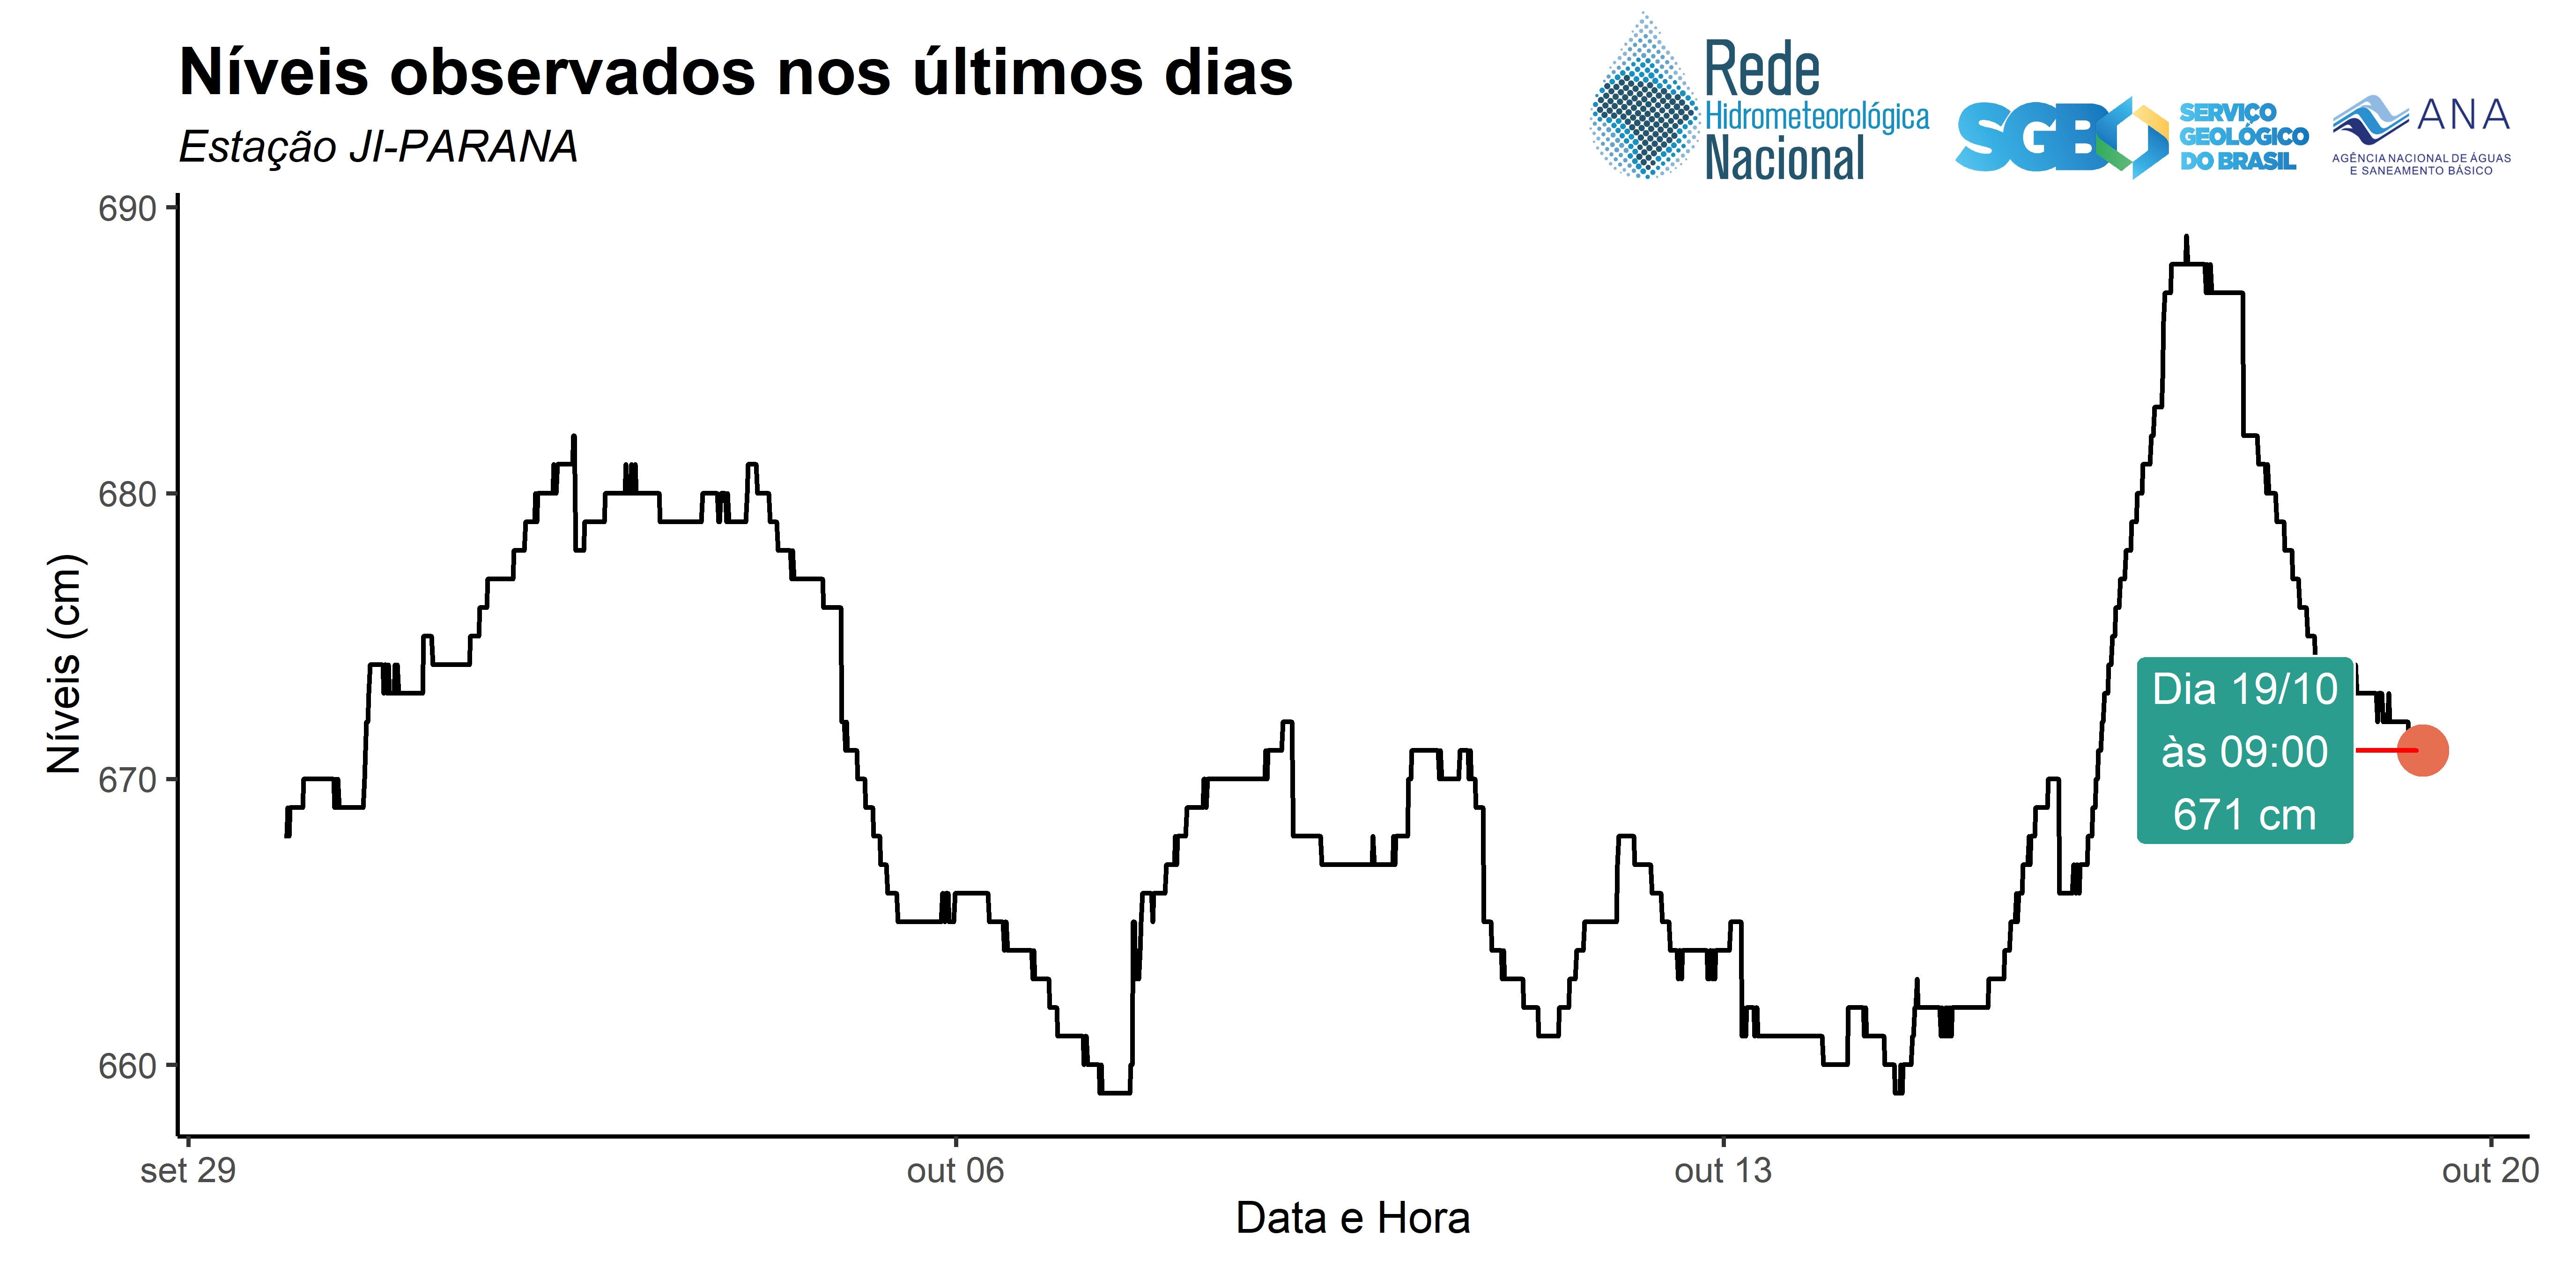 Níveis observados nos últimos dias
Estação JI-PARANA
Rede
Hidrometeorológica
Nacional
SGB
SERVIÇO
GEOLÓGICO
DO BRASIL
ANA
AGÊNCIA NACIONAL DE ÁGUAS
E SANEAMENTO BÁSICO
690
680
670
660
Níveis (cm)
Dia 19/10
às 09:00
671 cm
set 29
out 06
out 13
out 20
Data e Hora